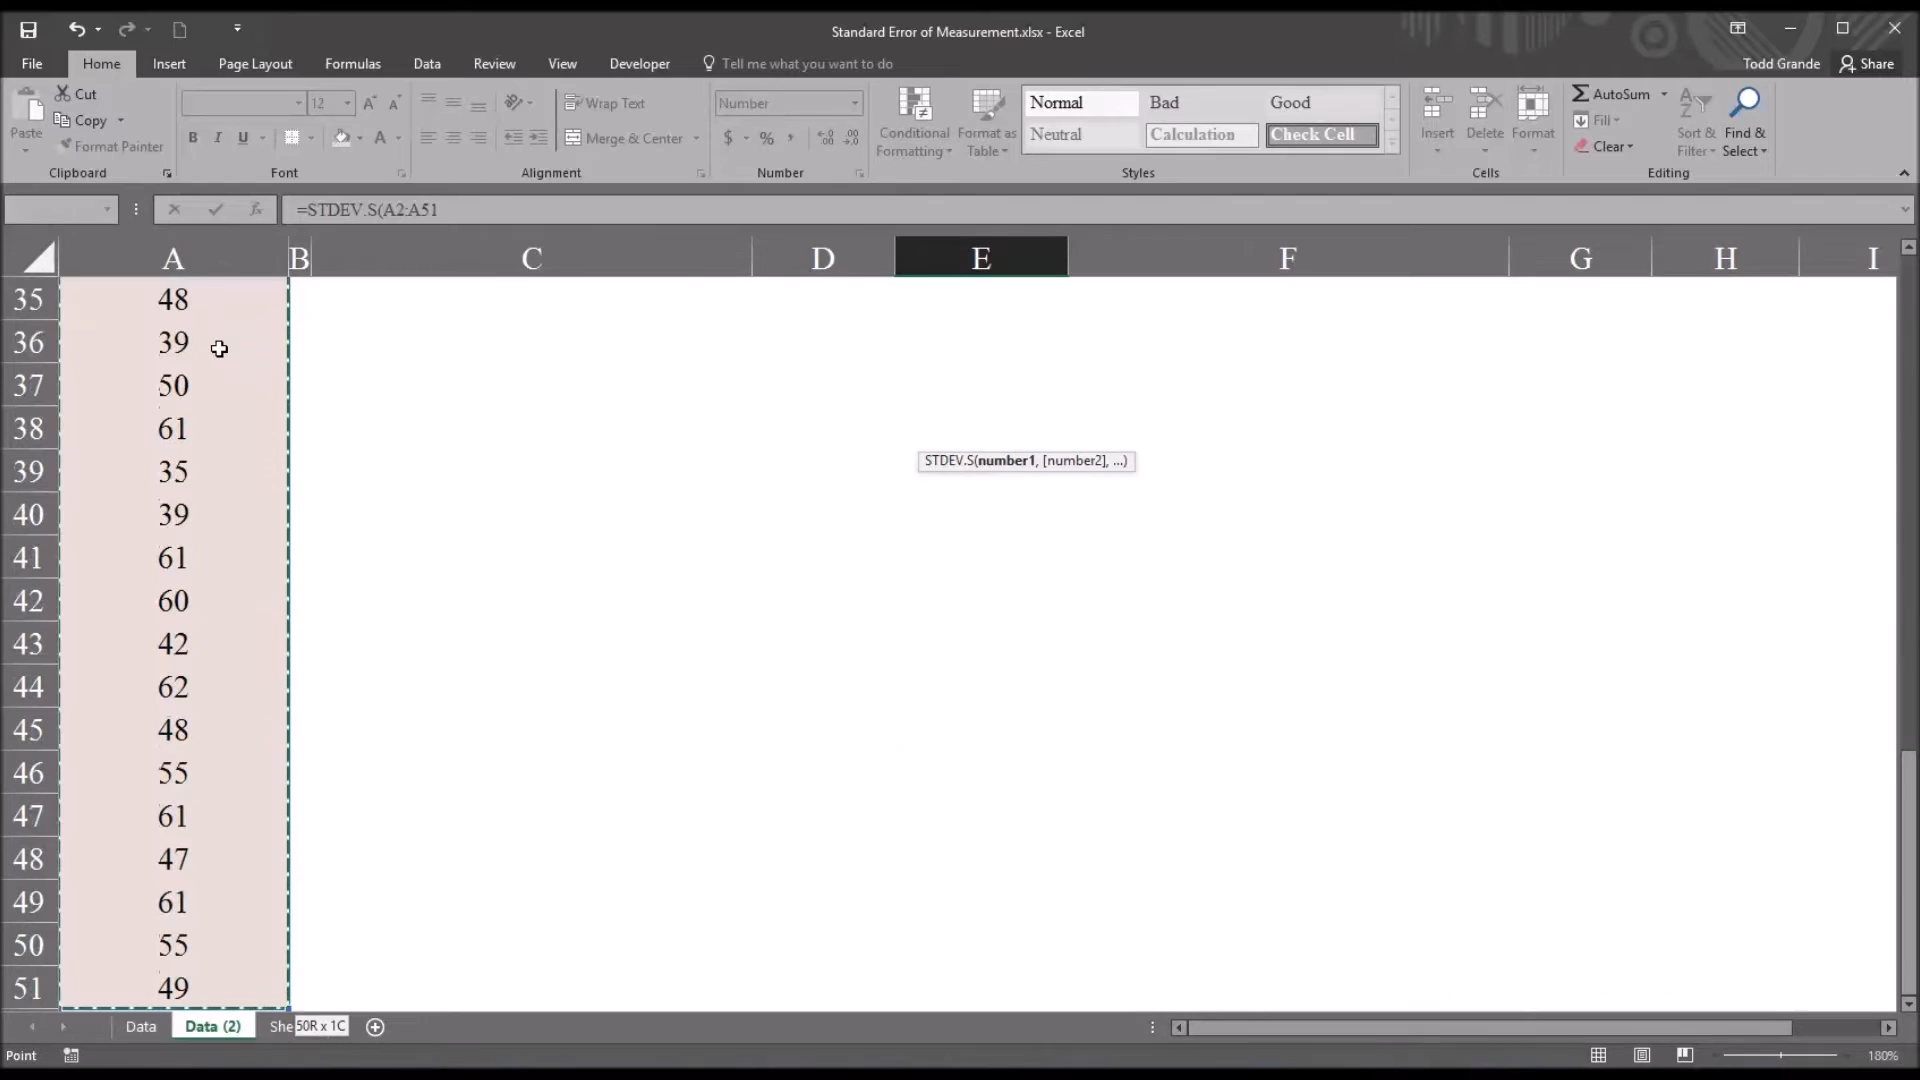 Standard Error of Measurement.xlsx - Excel
File Home Insert Page Layout Formulas Data Review View Developer Tell me what you want to do Todd Grande Share
Paste
Cut
Copy
Format Painter
Clipboard
12
A A
B I U A
Font
Wrap Text
Merge & Center
Alignment
Number
$ % ,
Number
Conditional Formatting
Format as Table
Normal Bad Good
Neutral Calculation Check Cell
Styles
Insert Delete Format
Cells
AutoSum
Fill
Clear
Sort & Filter
Find & Select
Editing
fx =STDEV.S(A2:A51
A B C D E F G H I
35 48
36 39
37 50
38 61
STDEV.S(number1, [number2], ...)
39 35
40 39
41 61
42 60
43 42
44 62
45 48
46 55
47 61
48 47
49 61
50 55
51 49
Data Data (2) She 50R x 1C
Point 180%